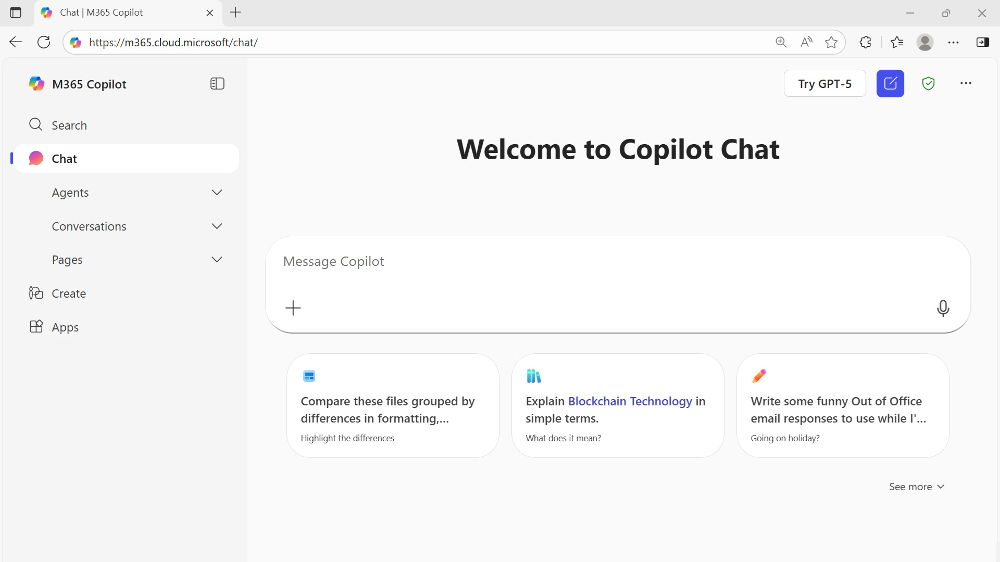 Chat | M365 Copilot
https://m365.cloud.microsoft/chat/
M365 Copilot
Search
Chat
Agents
Conversations
Pages
Create
Apps
Try GPT-5
Welcome to Copilot Chat
Message Copilot
Compare these files grouped by
differences in formatting,...
Highlight the differences
Explain Blockchain Technology in
simple terms.
What does it mean?
Write some funny Out of Office
email responses to use while I'...
Going on holiday?
See more